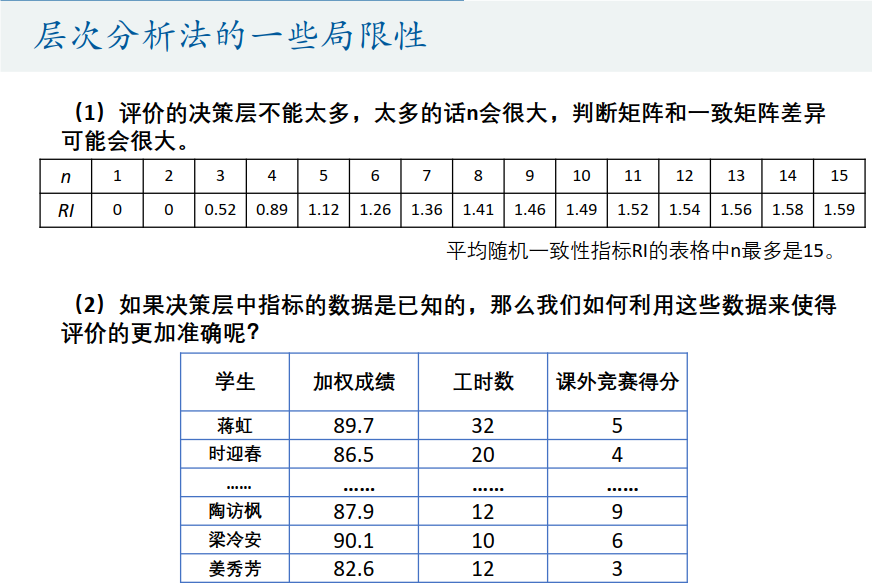 层次分析法的一些局限性
（1）评价的决策层不能太多，太多的话n会很大，判断矩阵和一致矩阵差异
可能会很大。
n 1 2 3 4 5 6 7 8 9 10 11 12 13 14 15
RI 0 0 0.52 0.89 1.12 1.26 1.36 1.41 1.46 1.49 1.52 1.54 1.56 1.58 1.59
平均随机一致性指标RI的表格中n最多是15。
（2）如果决策层中指标的数据是已知的，那么我们如何利用这些数据来使得
评价的更加准确呢？
学生 加权成绩 工时数 课外竞赛得分
蒋虹 89.7 32 5
时迎春 86.5 20 4
…… …… …… ……
陶访枫 87.9 12 9
梁冷安 90.1 10 6
姜秀芳 82.6 12 3